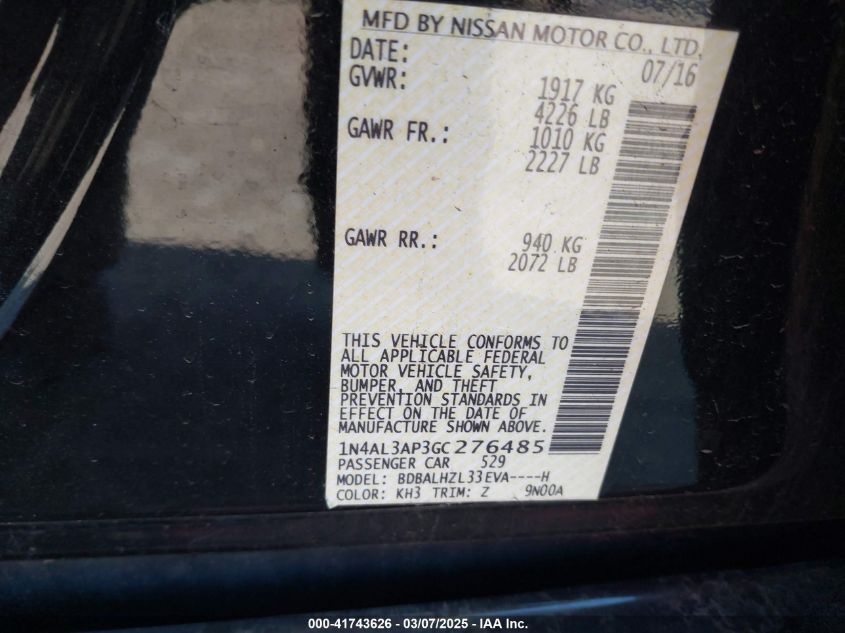 MFD BY NISSAN MOTOR CO., LTD.
DATE: 07/16
GVWR: 1917 KG
4226 LB
GAWR FR.: 1010 KG
2227 LB
GAWR RR.: 940 KG
2072 LB
THIS VEHICLE CONFORMS TO
ALL APPLICABLE FEDERAL
MOTOR VEHICLE SAFETY,
BUMPER, AND THEFT
PREVENTION STANDARDS IN
EFFECT ON THE DATE OF
MANUFACTURE SHOWN ABOVE.
1N4AL3AP3GC276485
PASSENGER CAR 529
MODEL: BDBALHZL33EVA----H
COLOR: KH3 TRIM: Z 9N00A
000-41743626 - 03/07/2025 - IAA Inc.